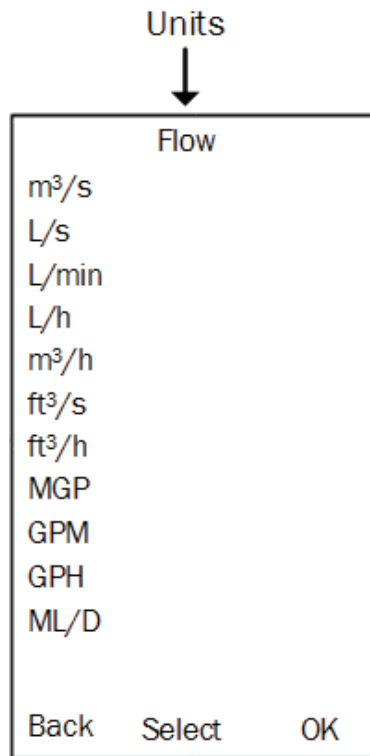 Units
Flow
m³/s
L/s
L/min
L/h
m³/h
ft³/s
ft³/h
MGP
GPM
GPH
ML/D
Back Select OK